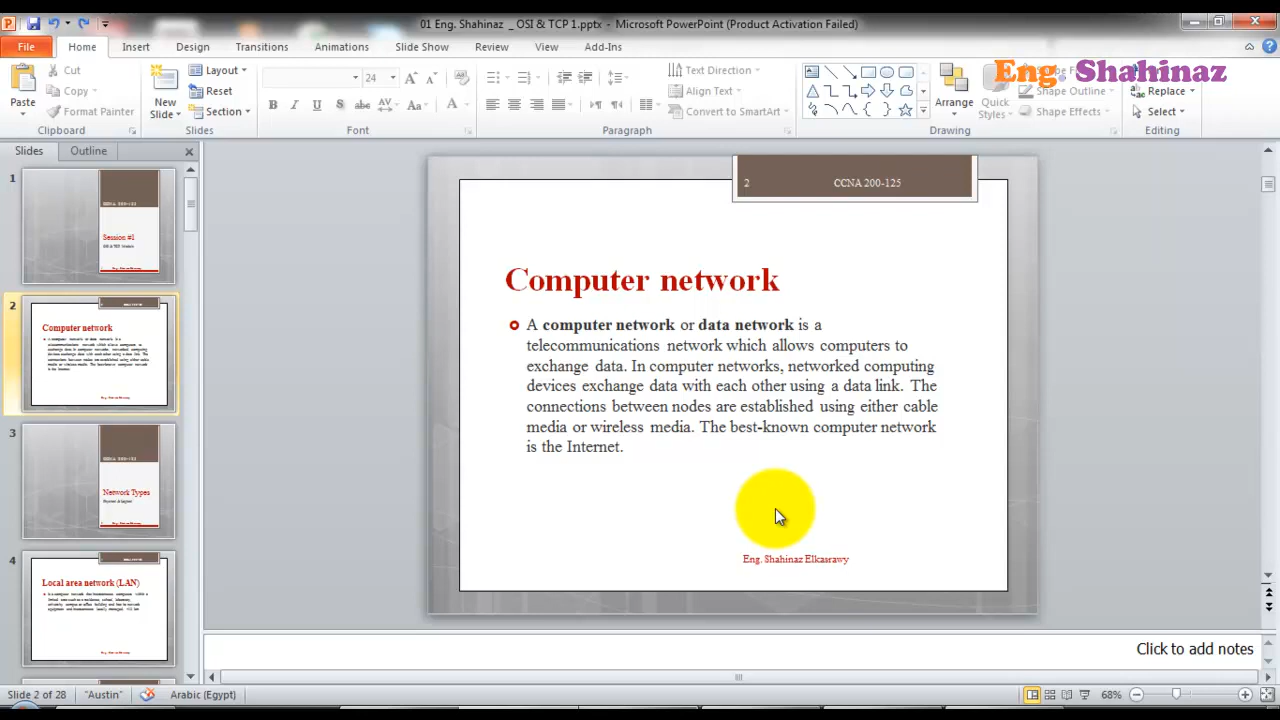 01 Eng. Shahinaz _OSI & TCP 1.pptx - Microsoft PowerPoint (Product Activation Failed)
File Home Insert Design Transitions Animations Slide Show Review View Add-Ins
Eng Shahinaz
Paste
Cut
Copy
Format Painter
Clipboard
New
Slide
Layout
Reset
Section
Slides
24
Font
Text Direction
Align Text
Convert to SmartArt
Paragraph
Arrange
Quick
Styles
Shape Outline
Shape Effects
Drawing
Replace
Select
Editing
Slides Outline
1
Session #1
2
Computer network
3
Network Types
4
Local area network (LAN)
2 CCNA 200-125
Computer network
A computer network or data network is a
telecommunications network which allows computers to
exchange data. In computer networks, networked computing
devices exchange data with each other using a data link. The
connections between nodes are established using either cable
media or wireless media. The best-known computer network
is the Internet.
Eng. Shahinaz Elkasrawy
Click to add notes
Slide 2 of 28 "Austin" Arabic (Egypt) 68%